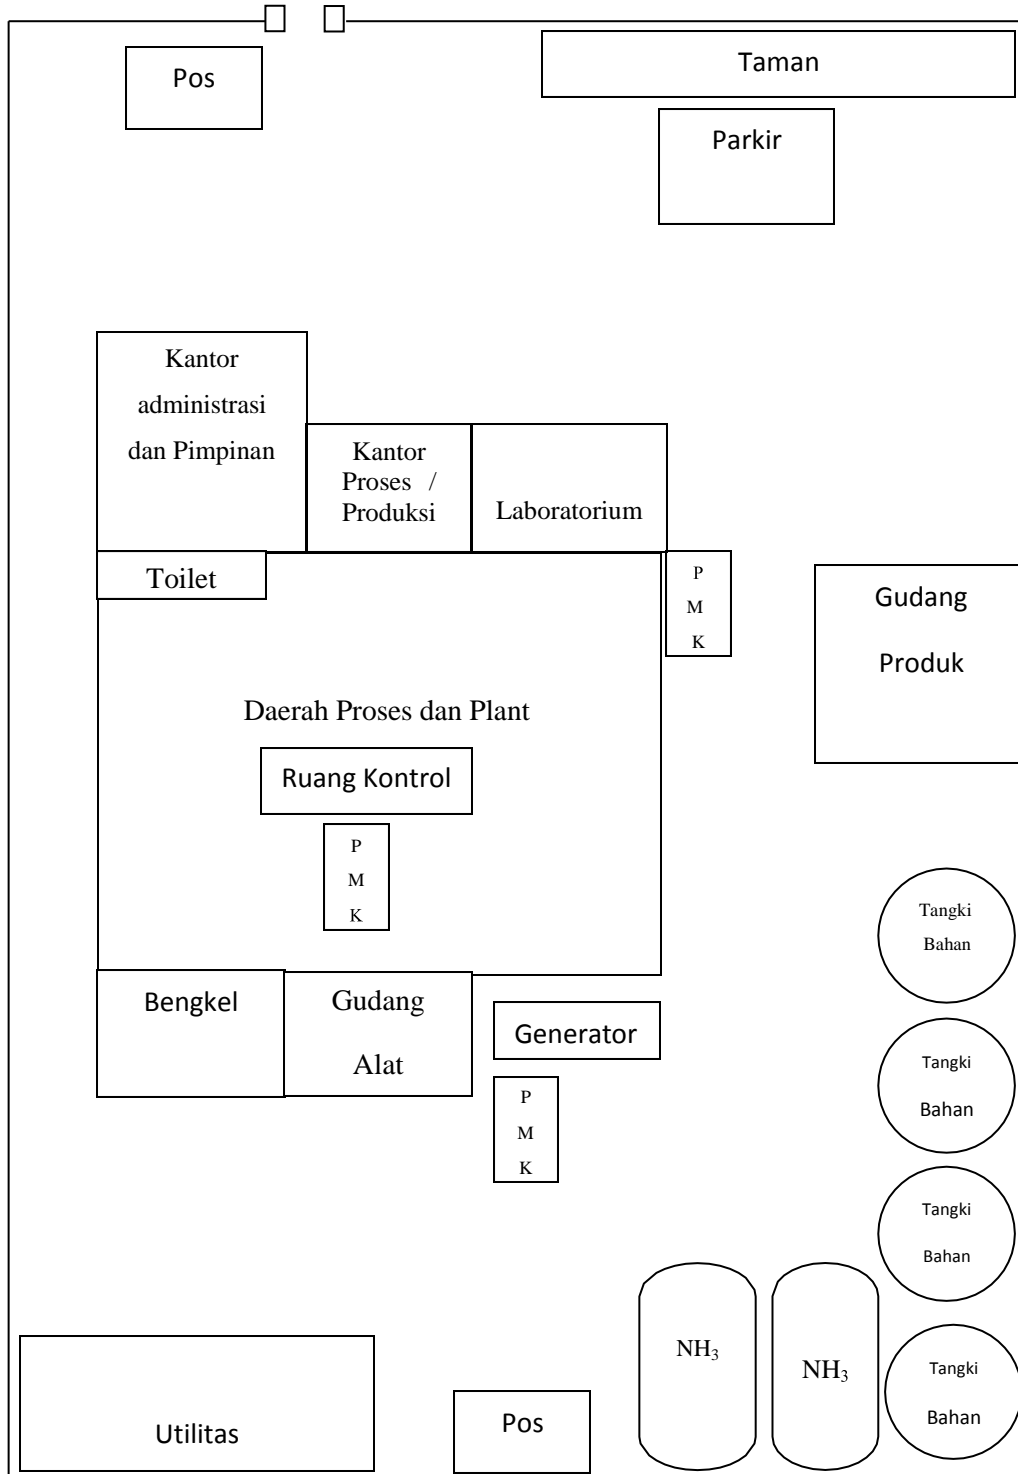 Pos
Taman
Parkir
Kantor
administrasi
dan Pimpinan
Kantor
Proses /
Produksi
Laboratorium
Toilet
P
M
K
Gudang
Produk
Daerah Proses dan Plant
Ruang Kontrol
P
M
K
Tangki
Bahan
Bengkel
Gudang
Alat
Generator
Tangki
Bahan
P
M
K
Tangki
Bahan
NH₃
NH₃
Tangki
Bahan
Utilitas
Pos